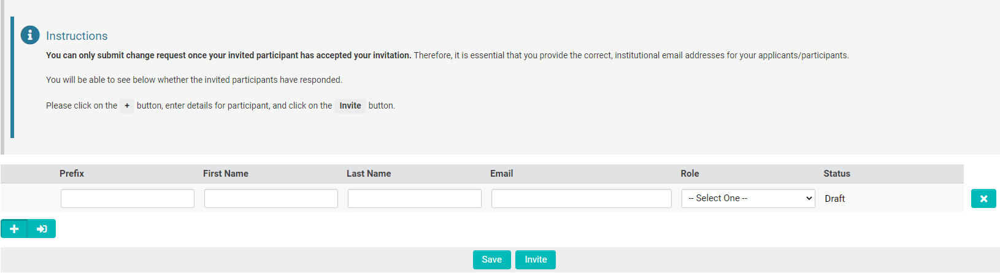 Instructions
You can only submit change request once your invited participant has accepted your invitation. Therefore, it is essential that you provide the correct, institutional email addresses for your applicants/participants.
You will be able to see below whether the invited participants have responded.
Please click on the + button, enter details for participant, and click on the Invite button.
Prefix First Name Last Name Email Role Status
-- Select One -- Draft
Save Invite